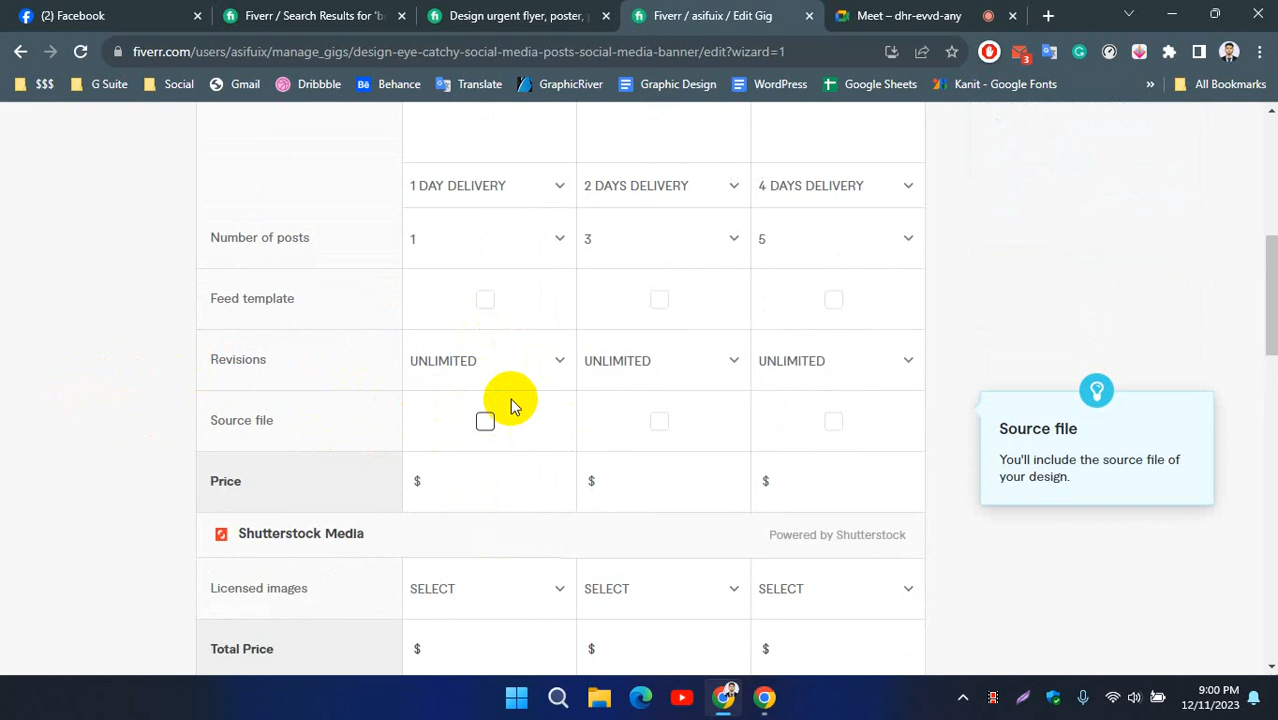 (2) Facebook
Fiverr / Search Results for 'ba
Design urgent flyer, poster, p
Fiverr / asifuix / Edit Gig
Meet – dhr-evvd-any
fiverr.com/users/asifuix/manage_gigs/design-eye-catchy-social-media-posts-social-media-banner/edit?wizard=1
3
$$$
G Suite
Social
Gmail
Dribbble
Behance
Translate
GraphicRiver
Graphic Design
WordPress
Google Sheets
Kanit - Google Fonts
»
All Bookmarks
1 DAY DELIVERY 2 DAYS DELIVERY 4 DAYS DELIVERY
Number of posts 1 3 5
Feed template
Revisions UNLIMITED UNLIMITED UNLIMITED
Source file
Price $ $ $
Shutterstock Media Powered by Shutterstock
Licensed images SELECT SELECT SELECT
Total Price $ $ $
Source file
You'll include the source file of
your design.
9:00 PM
12/11/2023